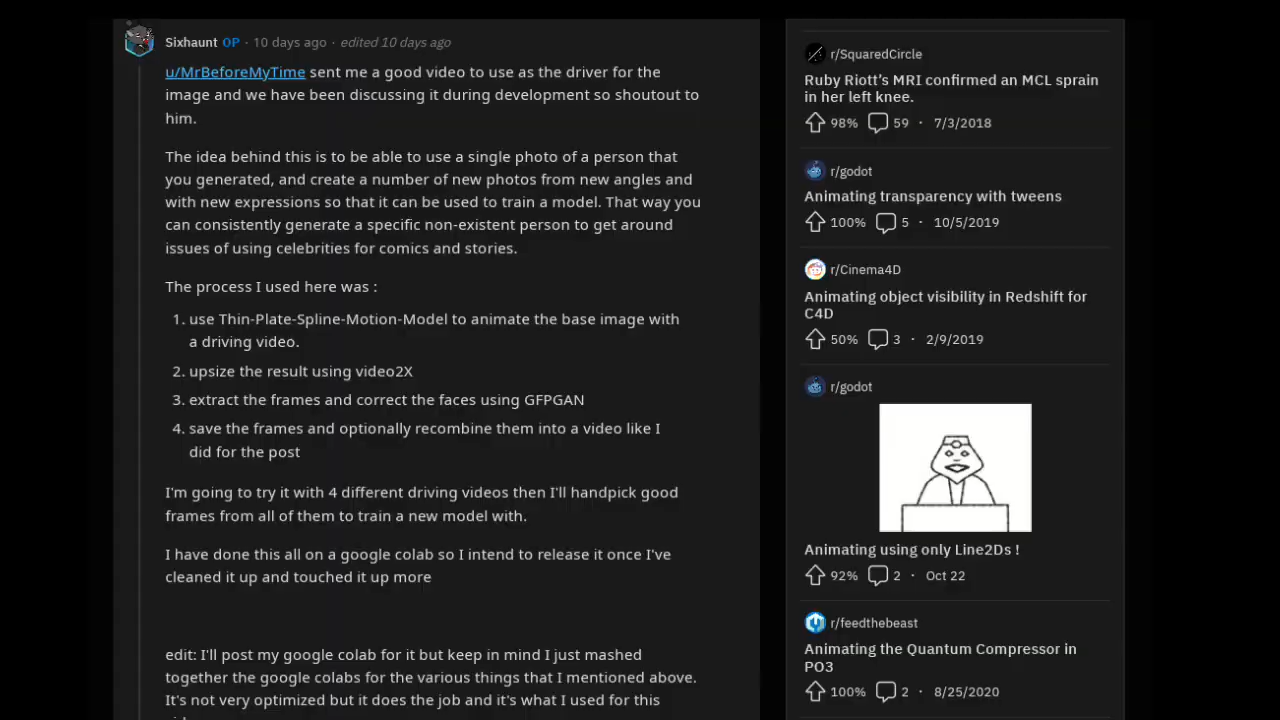 Sixhaunt OP · 10 days ago · edited 10 days ago
u/MrBeforeMyTime sent me a good video to use as the driver for the
image and we have been discussing it during development so shoutout to
him.
The idea behind this is to be able to use a single photo of a person that
you generated, and create a number of new photos from new angles and
with new expressions so that it can be used to train a model. That way you
can consistently generate a specific non-existent person to get around
issues of using celebrities for comics and stories.
The process I used here was :
1. use Thin-Plate-Spline-Motion-Model to animate the base image with
a driving video.
2. upsize the result using video2X
3. extract the frames and correct the faces using GFPGAN
4. save the frames and optionally recombine them into a video like I
did for the post
I'm going to try it with 4 different driving videos then I'll handpick good
frames from all of them to train a new model with.
I have done this all on a google colab so I intend to release it once I've
cleaned it up and touched it up more
edit: I'll post my google colab for it but keep in mind I just mashed
together the google colabs for the various things that I mentioned above.
It's not very optimized but it does the job and it's what I used for this
r/SquaredCircle
Ruby Riott's MRI confirmed an MCL sprain
in her left knee.
98% 59 · 7/3/2018
r/godot
Animating transparency with tweens
100% 5 · 10/5/2019
r/Cinema4D
Animating object visibility in Redshift for
C4D
50% 3 · 2/9/2019
r/godot
Animating using only Line2Ds !
92% 2 · Oct 22
r/feedthebeast
Animating the Quantum Compressor in
PO3
100% 2 · 8/25/2020